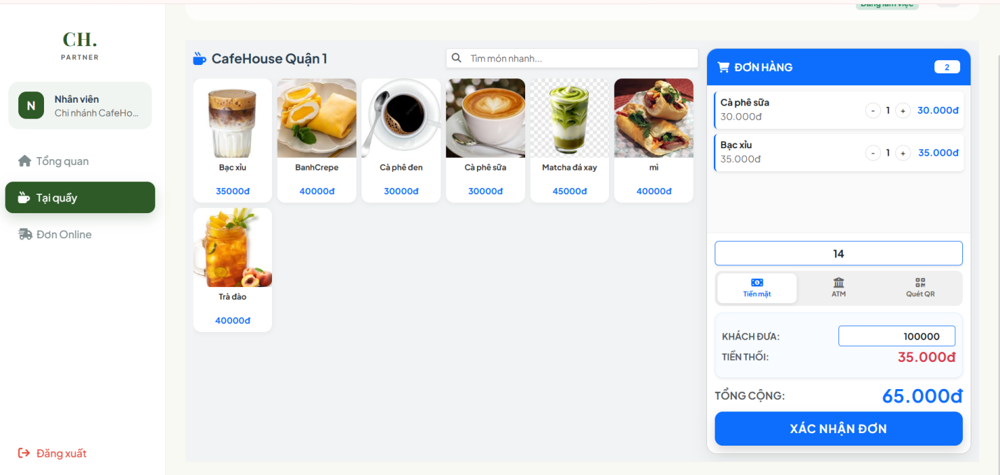 Đang làm việc
CH.
PARTNER
N
Nhân viên
Chi nhánh CafeHo...
Tổng quan
Tại quầy
Đơn Online
Đăng xuất
CafeHouse Quận 1
Tìm món nhanh...
Bạc xỉu
35000đ
BanhCrepe
40000đ
Cà phê đen
30000đ
Cà phê sữa
30000đ
Matcha đá xay
45000đ
mì
40000đ
Trà đào
40000đ
ĐƠN HÀNG
2
Cà phê sữa
30.000đ
- 1 + 30.000đ
Bạc xỉu
35.000đ
- 1 + 35.000đ
14
Tiền mặt
ATM
Quét QR
KHÁCH ĐƯA: 100000
TIỀN THỐI: 35.000đ
TỔNG CỘNG: 65.000đ
XÁC NHẬN ĐƠN